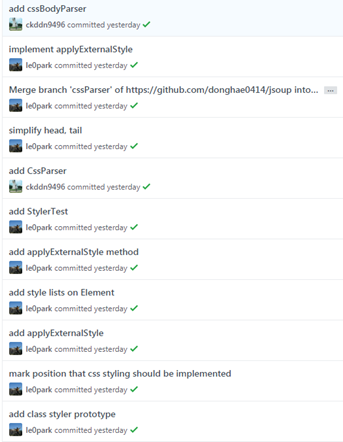 add cssBodyParser
ckddn9496 committed yesterday
implement applyExternalStyle
le0park committed yesterday
Merge branch 'cssParser' of https://github.com/donghae0414/jsoup into...
le0park committed yesterday
simplify head, tail
le0park committed yesterday
add CssParser
ckddn9496 committed yesterday
add StylerTest
le0park committed yesterday
add applyExternalStyle method
le0park committed yesterday
add style lists on Element
le0park committed yesterday
add applyExternalStyle
le0park committed yesterday
mark position that css styling should be implemented
le0park committed yesterday
add class styler prototype
le0park committed yesterday